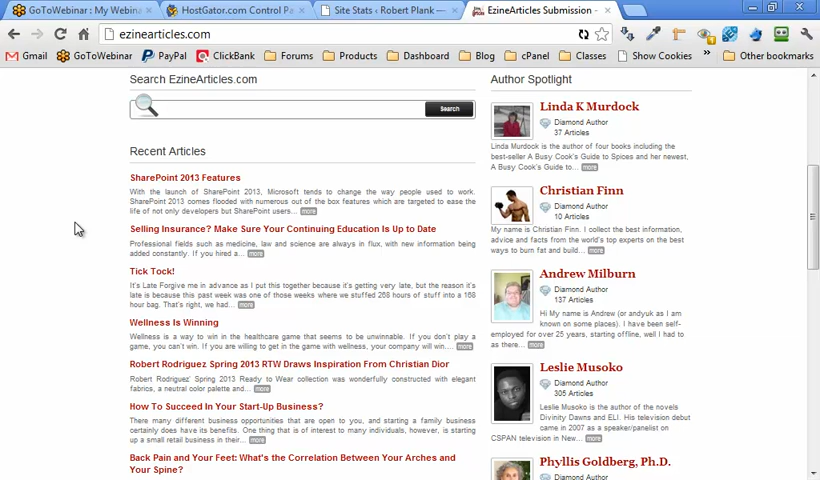 GoToWebinar : My Webina
HostGator.com Control Pa
Site Stats ‹ Robert Plank —
EzineArticles Submission -
ezinearticles.com
Gmail GoToWebinar PayPal ClickBank Forums Products Dashboard Blog cPanel Classes Show Cookies » Other bookmarks
Search EzineArticles.com
Search
Recent Articles
SharePoint 2013 Features
With the launch of SharePoint 2013, Microsoft tends to change the way people used to work.
SharePoint 2013 comes flooded with numerous out of the box features which are targeted to ease the
life of not only developers but SharePoint users... more
Selling Insurance? Make Sure Your Continuing Education Is Up to Date
Professional fields such as medicine, law and science are always in flux, with new information being
added constantly. If you hired a... more
Tick Tock!
It's Late Forgive me in advance as I put this together because it's getting very late, but the reason it's
late is because this past week was one of those weeks where we stuffed 268 hours of stuff into a 168
hour bag. That's right, we had... more
Wellness Is Winning
Wellness is a way to win in the healthcare game that seems to be unwinnable. If you don't play a
game, you can't win. If you are willing to get in the game with wellness, your company will win.... more
Robert Rodriguez Spring 2013 RTW Draws Inspiration From Christian Dior
Robert Rodriguez' Spring 2013 Ready to Wear collection was wonderfully constructed with elegant
fabrics, a neutral color palette and... more
How To Succeed In Your Start-Up Business?
There many different business opportunities that are open to you, and starting a family business
certainly does have its benefits. One thing that is of interest to many individuals, however, is starting
up a small retail business in their... more
Back Pain and Your Feet: What's the Correlation Between Your Arches and
Your Spine?
Author Spotlight
Linda K Murdock
Diamond Author
37 Articles
Linda Murdock is the author of four books including the
best-seller A Busy Cook's Guide to Spices and her newest,
A Busy Cook's Guide to... more
Christian Finn
Diamond Author
10 Articles
My name is Christian Finn. I collect the best information,
advice and facts from the world's top experts on the best
ways to burn fat and build... more
Andrew Milburn
Diamond Author
137 Articles
Hi My name is Andrew (or andyuk as I am
known on some places). I have been self-
employed for over 25 years, starting offline, well I had to
as there... more
Leslie Musoko
Diamond Author
305 Articles
Leslie Musoko is the author of the novels
Divinity Dawns and ELI. His television debut
came in 2007 as a speaker/panelist on
CSPAN television in New... more
Phyllis Goldberg, Ph.D.